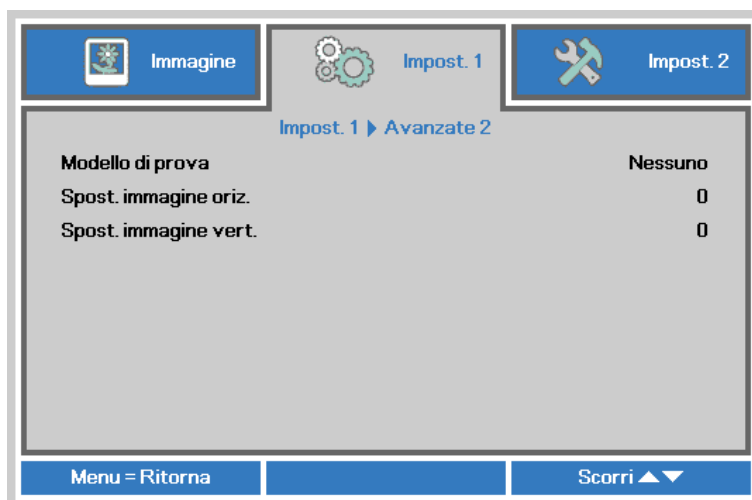 Immagine
Impost. 1
Impost. 2
Impost. 1 ▶ Avanzate 2
Modello di prova Nessuno
Spost. immagine oriz. 0
Spost. immagine vert. 0
Menu = Ritorna
Scorri ▲▼